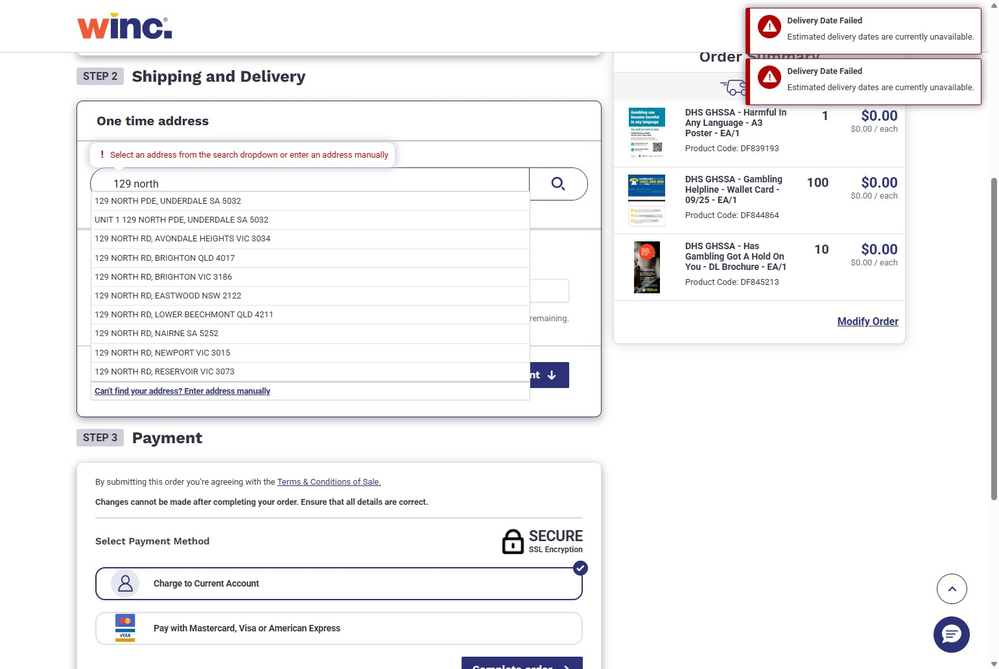 winc.
Delivery Date Failed
Estimated delivery dates are currently unavailable.
Delivery Date Failed
Estimated delivery dates are currently unavailable.
STEP 2 Shipping and Delivery
One time address
! Select an address from the search dropdown or enter an address manually
129 north
129 NORTH PDE, UNDERDALE SA 5032
UNIT 1 129 NORTH PDE, UNDERDALE SA 5032
129 NORTH RD, AVONDALE HEIGHTS VIC 3034
129 NORTH RD, BRIGHTON QLD 4017
129 NORTH RD, BRIGHTON VIC 3186
129 NORTH RD, EASTWOOD NSW 2122
129 NORTH RD, LOWER BEECHMONT QLD 4211
129 NORTH RD, NAIRNE SA 5252
129 NORTH RD, NEWPORT VIC 3015
129 NORTH RD, RESERVOIR VIC 3073
Can't find your address? Enter address manually
remaining.
nt
STEP 3 Payment
By submitting this order you're agreeing with the Terms & Conditions of Sale.
Changes cannot be made after completing your order. Ensure that all details are correct.
Select Payment Method
SECURE
SSL Encryption
Charge to Current Account
VISA
Pay with Mastercard, Visa or American Express
Complete order
Order Summary
Gambling can
become harmful
in any language
DHS GHSSA - Harmful In
Any Language - A3
Poster - EA/1
Product Code: DF839193
1
$0.00
$0.00 / each
1800 858 858
DHS GHSSA - Gambling
Helpline - Wallet Card -
09/25 - EA/1
Product Code: DF844864
100
$0.00
$0.00 / each
DHS GHSSA - Has
Gambling Got A Hold On
You - DL Brochure - EA/1
Product Code: DF845213
10
$0.00
$0.00 / each
Modify Order